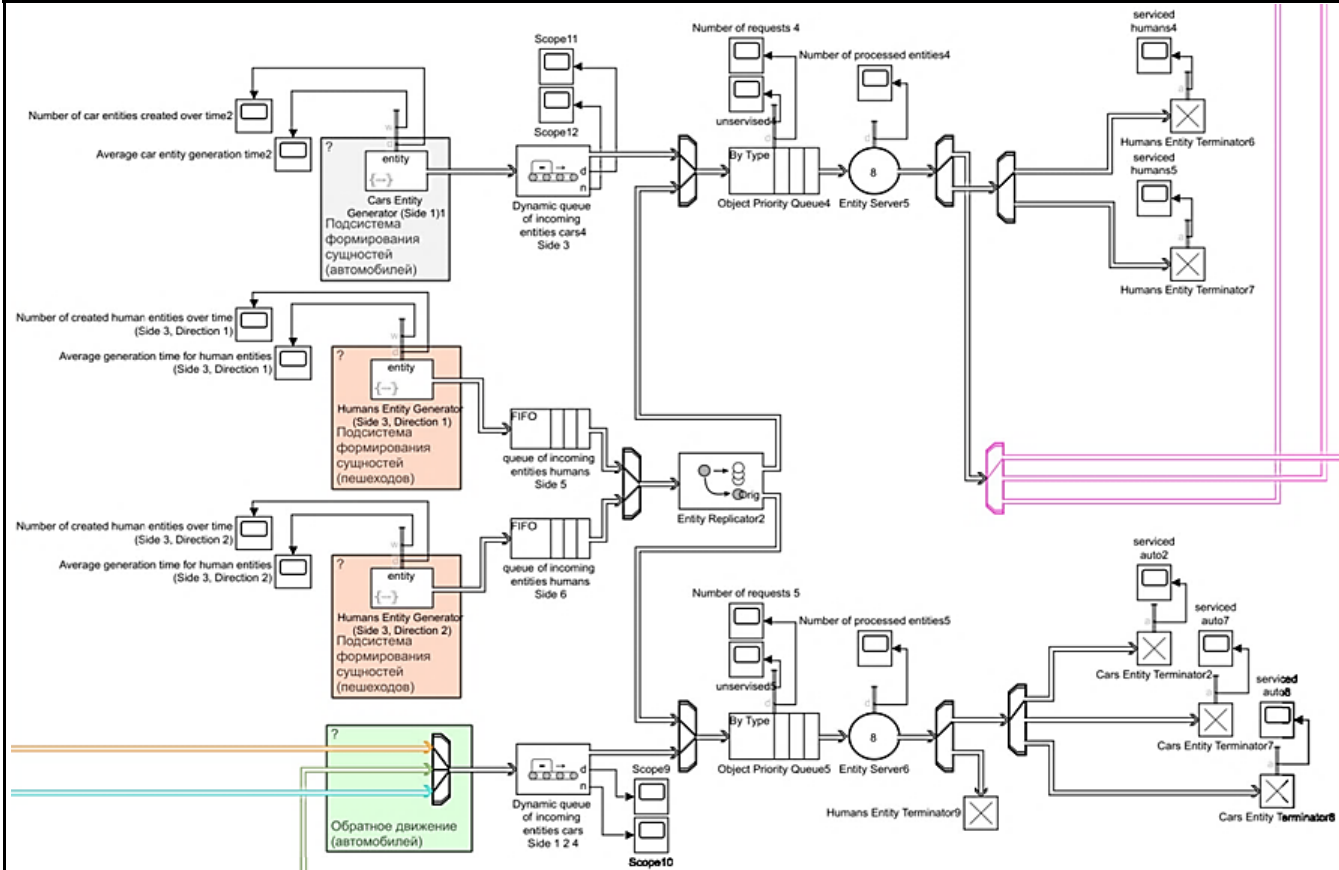 serviced
humans4
Number of requests 4
Scope11
Number of processed entities4
Number of car entities created over time2
Scope12
unservised4
Humans Entity Terminator6
Average car entity generation time2
w
d
?
entity
{→}
Cars Entity
Generator (Side 1)1
Подсистема
формирования
сущностей
(автомобилей)
d
n
Dynamic queue
of incoming
entities cars4
Side 3
d
By Type
Object Priority Queue4
d
8
Entity Server5
a
serviced
humans5
a
Humans Entity Terminator7
Number of created human entities over time
(Side 3, Direction 1)
Average generation time for human entities
(Side 3, Direction 1)
w
d
?
entity
{→}
Humans Entity Generator
(Side 3, Direction 1)
Подсистема
формирования
сущностей
(пешеходов)
FIFO
queue of incoming
entities humans
Side 5
Orig
Entity Replicator2
Number of created human entities over time
(Side 3, Direction 2)
Average generation time for human entities
(Side 3, Direction 2)
w
d
?
entity
{→}
Humans Entity Generator
(Side 3, Direction 2)
Подсистема
формирования
сущностей
(пешеходов)
FIFO
queue of incoming
entities humans
Side 6
Number of requests 5
Number of processed entities5
unservised5
d
By Type
Object Priority Queue5
d
8
Entity Server6
serviced
auto2
a
Cars Entity Terminator2
serviced
auto7
a
Cars Entity Terminator7
serviced
auto8
a
Cars Entity Terminator8
Humans Entity Terminator9
?
Обратное движение
(автомобилей)
d
n
Dynamic queue
of incoming
entities cars
Side 1 2 4
Scope9
Scope10